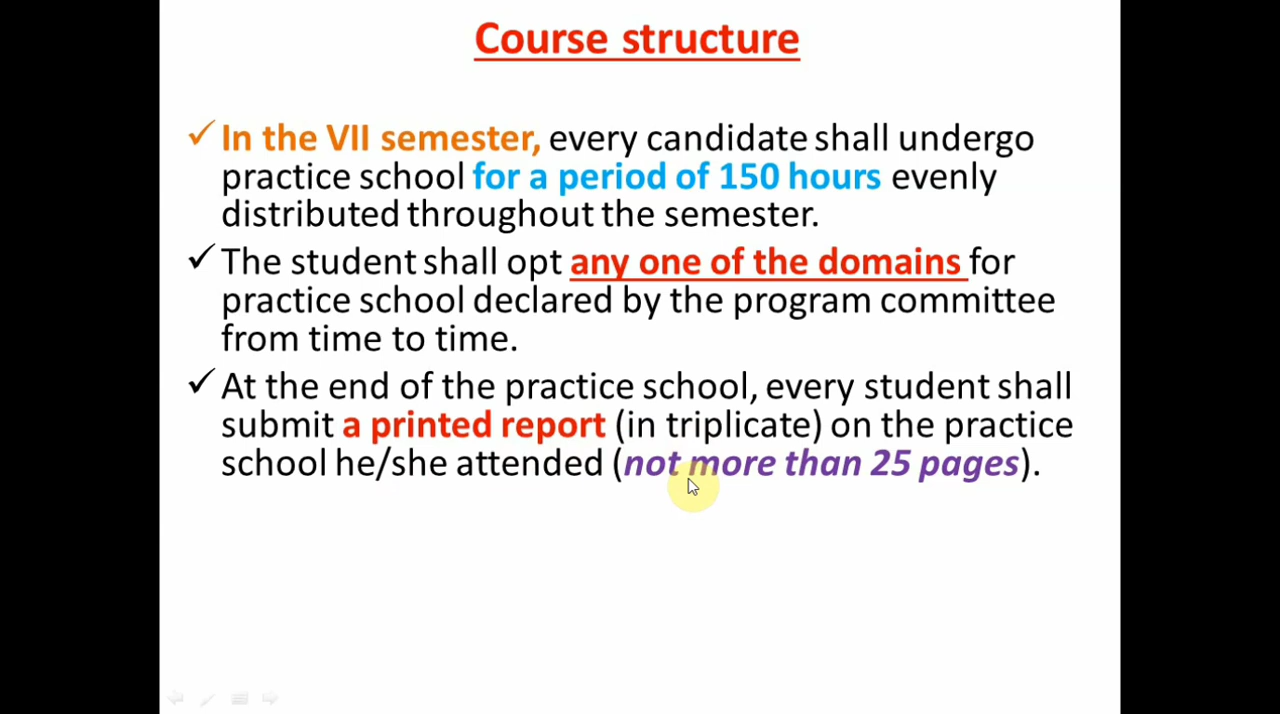 Course structure
✓ In the VII semester, every candidate shall undergo
practice school for a period of 150 hours evenly
distributed throughout the semester.
✓ The student shall opt any one of the domains for
practice school declared by the program committee
from time to time.
✓ At the end of the practice school, every student shall
submit a printed report (in triplicate) on the practice
school he/she attended (not more than 25 pages).